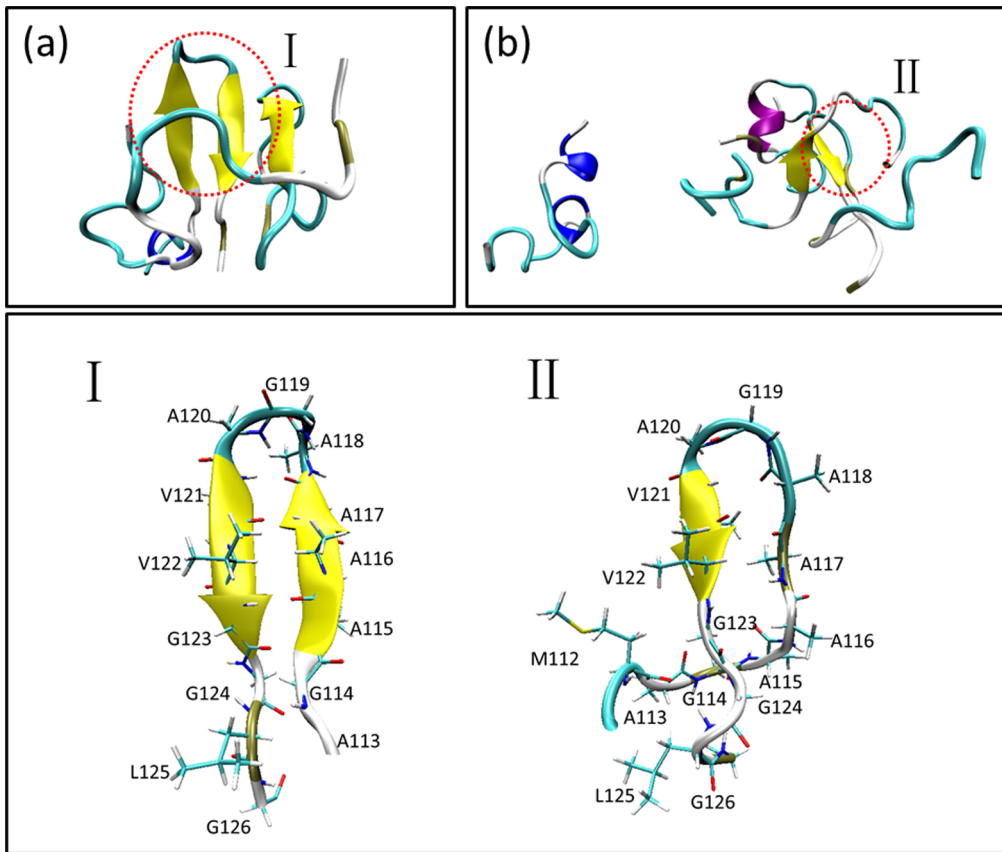 (a)
I
(b)
II
I
G119
A120
A118
V121
A117
V122
A116
G123
A115
G124
G114
A113
L125
G126
II
G119
A120
A118
V121
V122
A117
G123
M112
A116
A115
G114
G124
A113
L125
G126